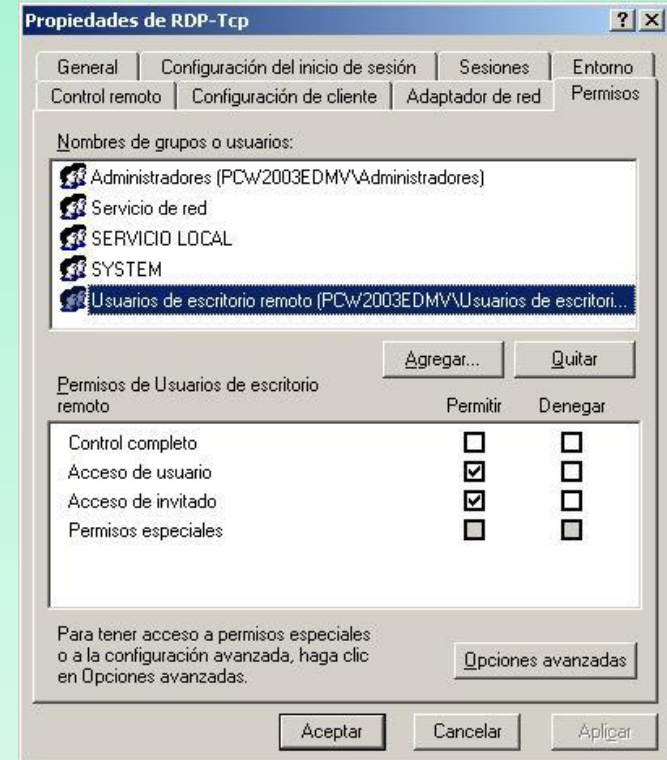 Propiedades de RDP-Tcp
General Configuración del inicio de sesión Sesiones Entorno
Control remoto Configuración de cliente Adaptador de red Permisos
Nombres de grupos o usuarios:
Administradores (PCW2003EDMV\Administradores)
Servicio de red
SERVICIO LOCAL
SYSTEM
Usuarios de escritorio remoto (PCW2003EDMV\Usuarios de escritori...
Agregar... Quitar
Permisos de Usuarios de escritorio
remoto Permitir Denegar
Control completo
Acceso de usuario
Acceso de invitado
Permisos especiales
Para tener acceso a permisos especiales
o a la configuración avanzada, haga clic
en Opciones avanzadas.
Opciones avanzadas
Aceptar Cancelar Aplicar